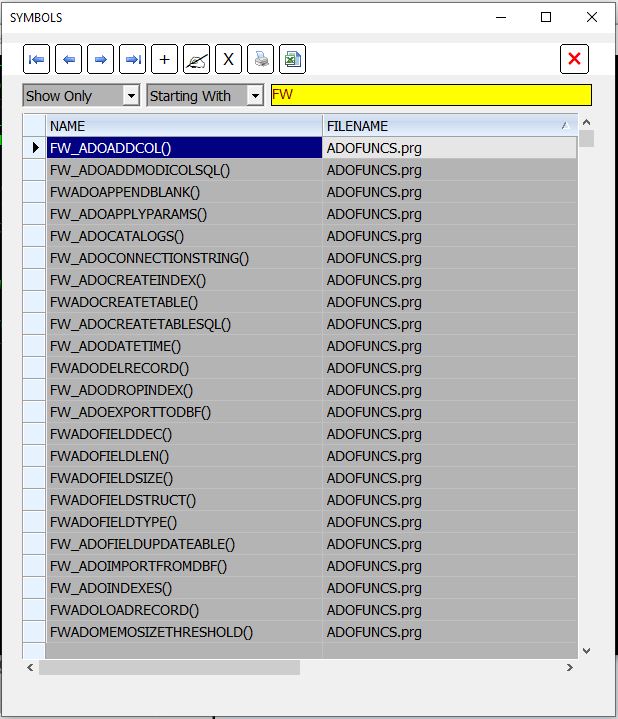 SYMBOLS
+ X
Show Only Starting With FW
NAME FILENAME
FW_ADOADDCOL() ADOFUNCS.prg
FW_ADOADDMODICOLSQL() ADOFUNCS.prg
FWADOAPPENDBLANK() ADOFUNCS.prg
FW_ADOAPPLYPARAMS() ADOFUNCS.prg
FW_ADOCATALOGS() ADOFUNCS.prg
FW_ADOCONNECTIONSTRING() ADOFUNCS.prg
FW_ADOCREATEINDEX() ADOFUNCS.prg
FWADOCREATETABLE() ADOFUNCS.prg
FW_ADOCREATETABLESQL() ADOFUNCS.prg
FW_ADODATETIME() ADOFUNCS.prg
FWADODELRECORD() ADOFUNCS.prg
FW_ADODROPINDEX() ADOFUNCS.prg
FW_ADOEXPORTTODBF() ADOFUNCS.prg
FWADOFIELDDEC() ADOFUNCS.prg
FWADOFIELDLEN() ADOFUNCS.prg
FWADOFIELDSIZE() ADOFUNCS.prg
FWADOFIELDSTRUCT() ADOFUNCS.prg
FWADOFIELDTYPE() ADOFUNCS.prg
FW_ADOFIELDUPDATEABLE() ADOFUNCS.prg
FW_ADOIMPORTFROMDBF() ADOFUNCS.prg
FW_ADOINDEXES() ADOFUNCS.prg
FWADOLOADRECORD() ADOFUNCS.prg
FWADOMEMOSIZETHRESHOLD() ADOFUNCS.prg